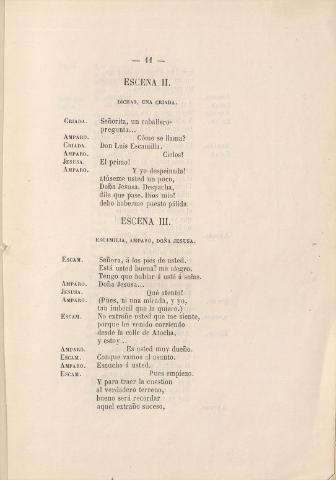 — 11 —
ESCENA II.
DICHAS, UNA CRIADA.
CRIADA. Señorita, un caballero
pregunta...
AMPARO. Cómo se llama?
CRIADA. Don Luis Escamilla.
AMPARO. Cielos!
JESUSA. El primo!
AMPARO. Y yo despeinada!
atúseme usted un poco,
Doña Jesusa. Despacha,
dile que pase. Dios mio!
debo haberme puesto pálida.
ESCENA III.
ESCAMILLA, AMPARO, DOÑA JESUSA.
ESCAM. Señora, á los piés de usted.
Está usted buena? me alegro.
Tengo que hablar á usté á solas.
AMPARO. Doña Jesusa...
JESUSA. Qué siento!
AMPARO. (Pues, ni una mirada, y yo,
tan imbécil que le quiero.)
ESCAM. No extrañe usted que me siente,
porque he venido corriendo
desde la calle de Atocha,
y estoy...
AMPARO. Es usted muy dueño.
ESCAM. Conque vamos al asunto.
AMPARO. Escucho á usted.
ESCAM. Pues empiezo.
Y para traer la cuestion
al verdadero terreno,
bueno será recordar
aquel extraño suceso,